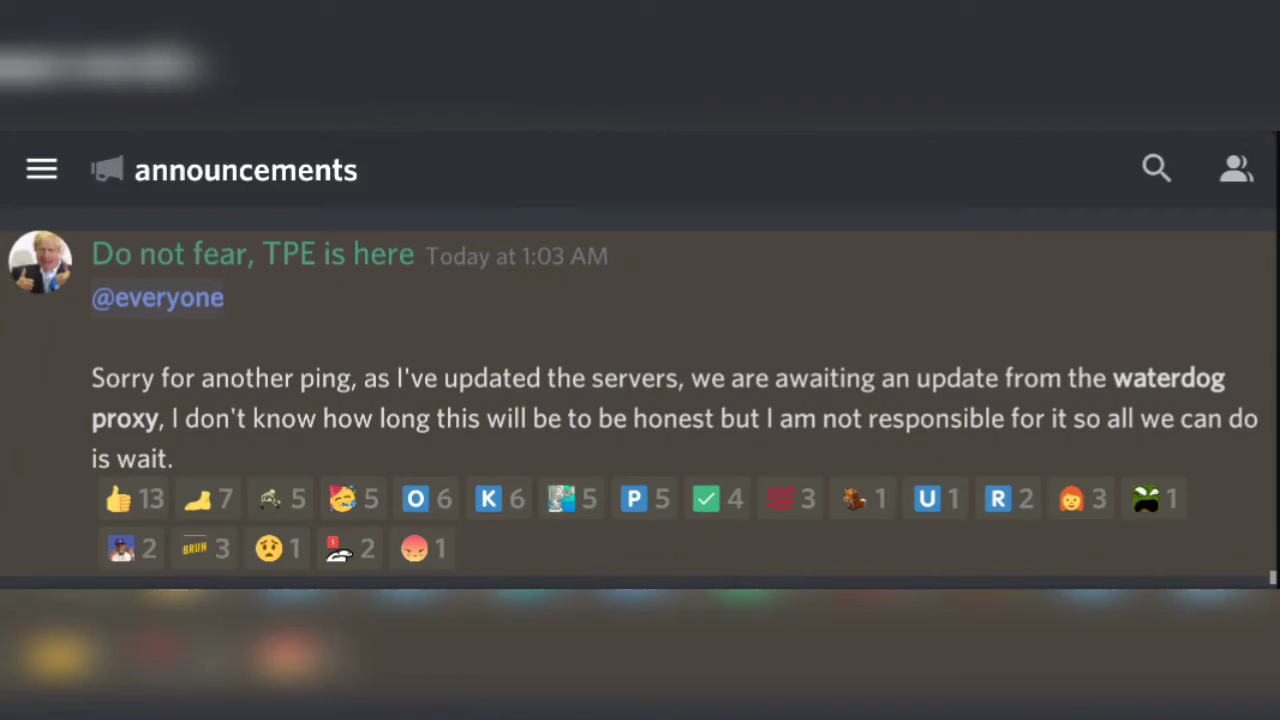 announcements
Do not fear, TPE is here Today at 1:03 AM
@everyone
Sorry for another ping, as I've updated the servers, we are awaiting an update from the waterdog
proxy, I don't know how long this will be to be honest but I am not responsible for it so all we can do
is wait.
13 7 5 5 O 6 K 6 5 P 5 4 100 3 1 U 1 R 2 3 1
2 BRUH 3 1 1 2 1